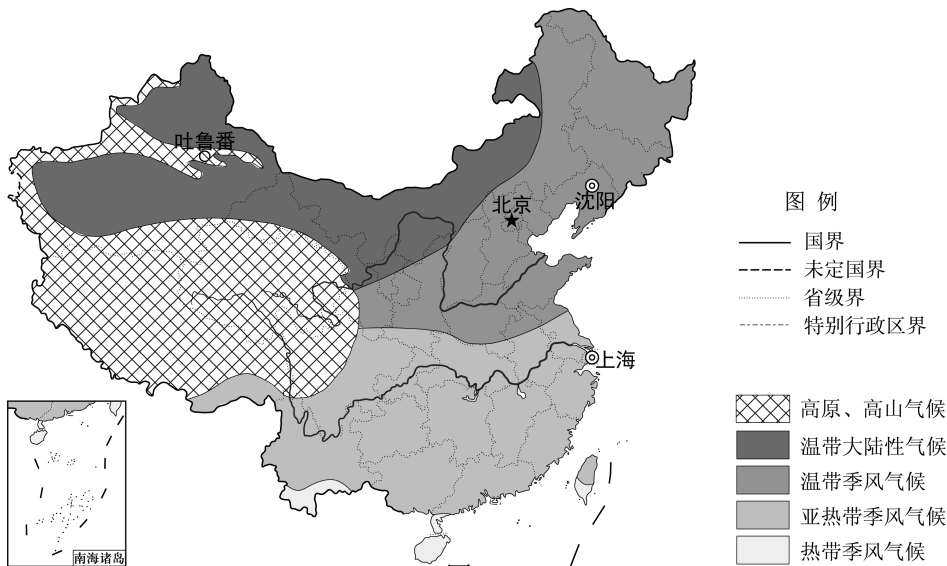 吐鲁番
北京
沈阳
上海
南海诸岛
图 例
国界
未定国界
省级界
特别行政区界
高原、高山气候
温带大陆性气候
温带季风气候
亚热带季风气候
热带季风气候